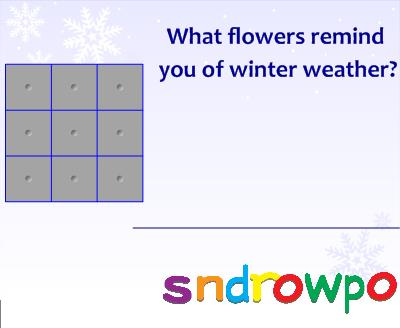 What flowers remind
you of winter weather?
sndrowpo